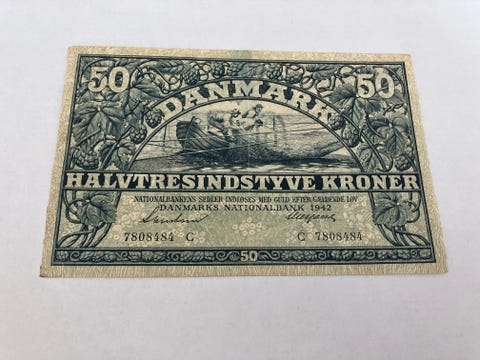 50 50
DANMARK
HALVTRESINDSTYVE KRONER
NATIONALBANKENS SEDLER INDLØSES MED GULD EFTER GÆLDENDE LOV
DANMARKS NATIONALBANK 1942
7808484 C C 7808484
50